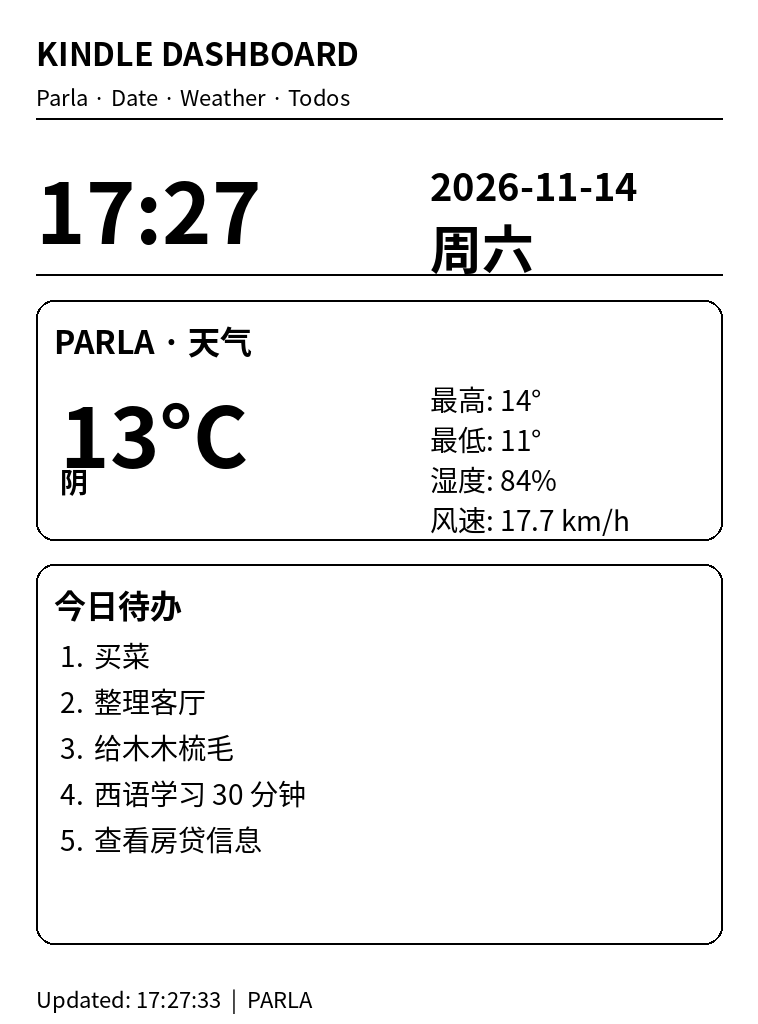 KINDLE DASHBOARD
Parla · Date · Weather · Todos
17:27
2026-11-14
周六
PARLA · 天气
13°C
阴
最高: 14°
最低: 11°
湿度: 84%
风速: 17.7 km/h
今日待办
1. 买菜
2. 整理客厅
3. 给木木梳毛
4. 西语学习 30 分钟
5. 查看房贷信息
Updated: 17:27:33 | PARLA